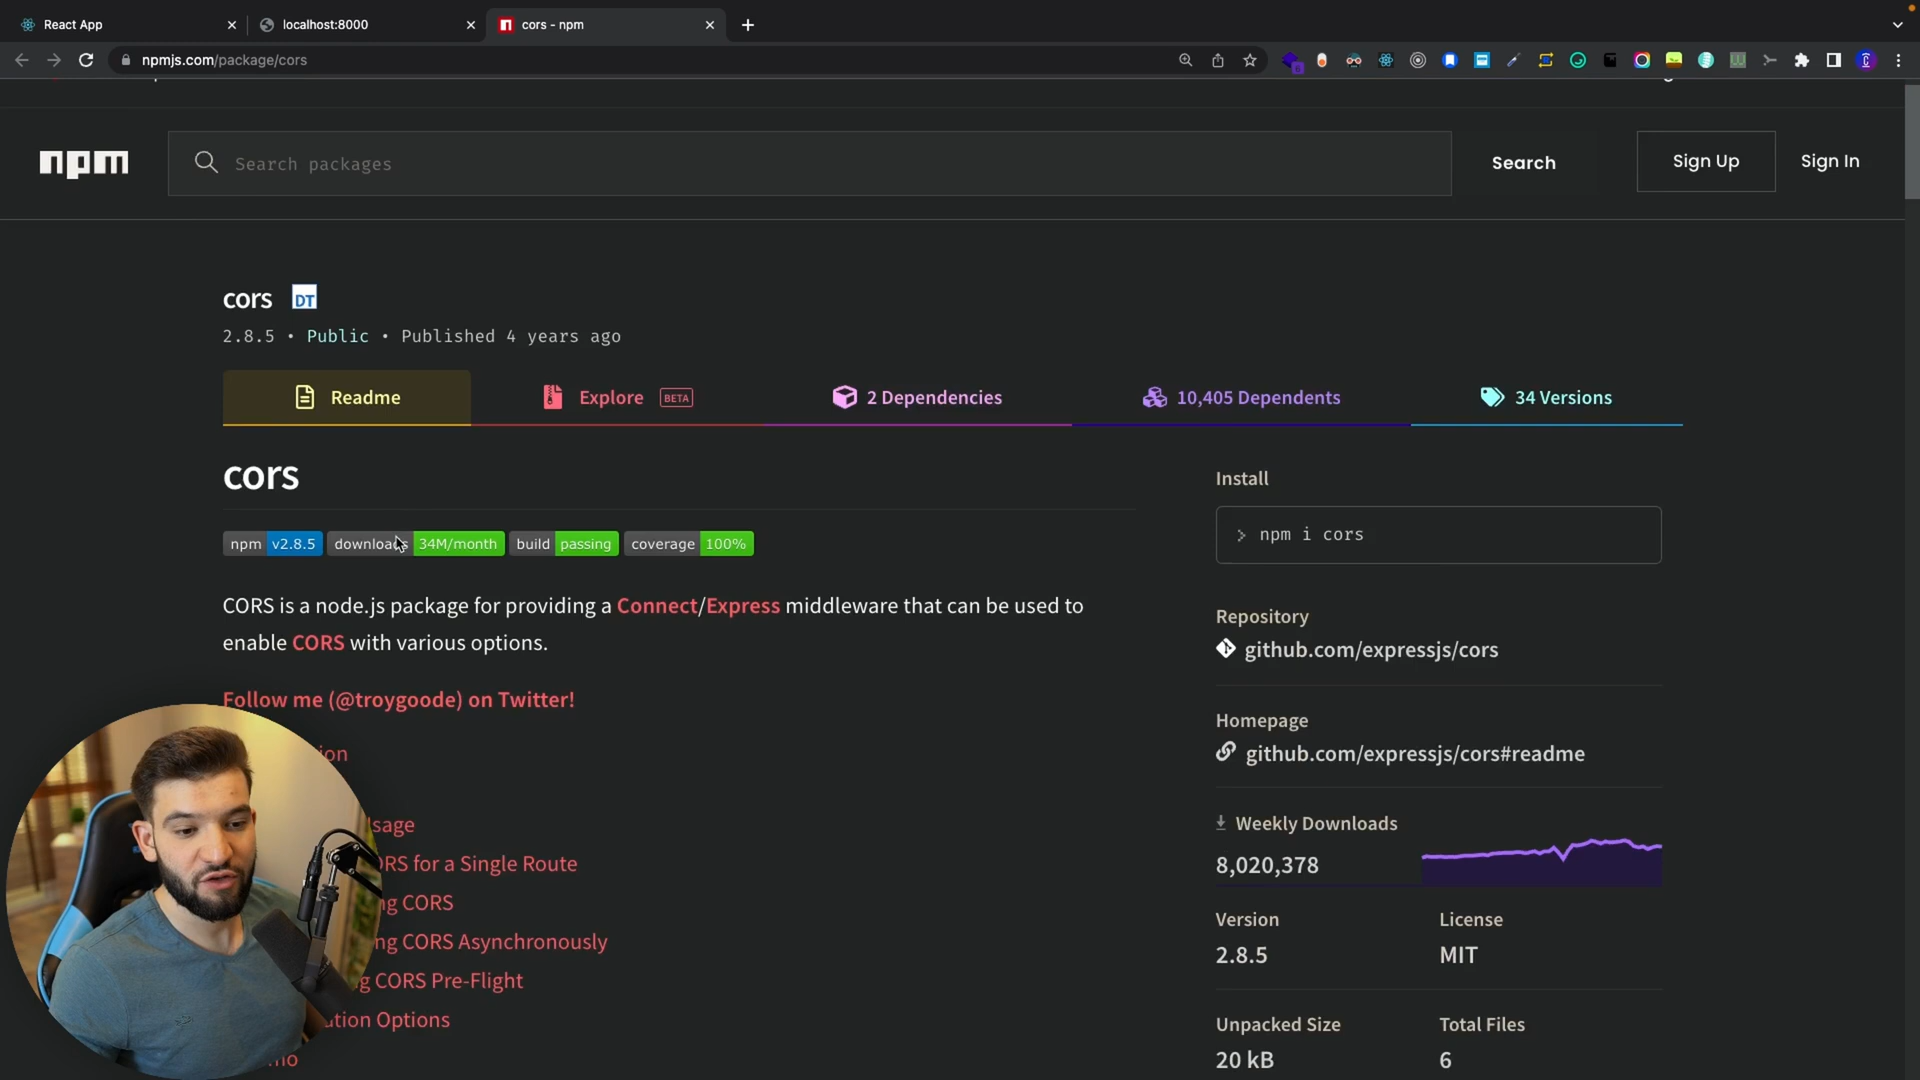 React App
localhost:8000
cors - npm
npmjs.com/package/cors
npm
Search packages
Search
Sign Up
Sign In
cors DT
2.8.5 • Public • Published 4 years ago
Readme
Explore BETA
2 Dependencies
10,405 Dependents
34 Versions
cors
npm v2.8.5 downloads 34M/month build passing coverage 100%
CORS is a node.js package for providing a Connect/Express middleware that can be used to
enable CORS with various options.
Follow me (@troygoode) on Twitter!
ion
sage
ORS for a Single Route
ng CORS
ng CORS Asynchronously
g CORS Pre-Flight
ation Options
mo
Install
> npm i cors
Repository
github.com/expressjs/cors
Homepage
github.com/expressjs/cors#readme
Weekly Downloads
8,020,378
Version
License
2.8.5
MIT
Unpacked Size
Total Files
20 kB
6